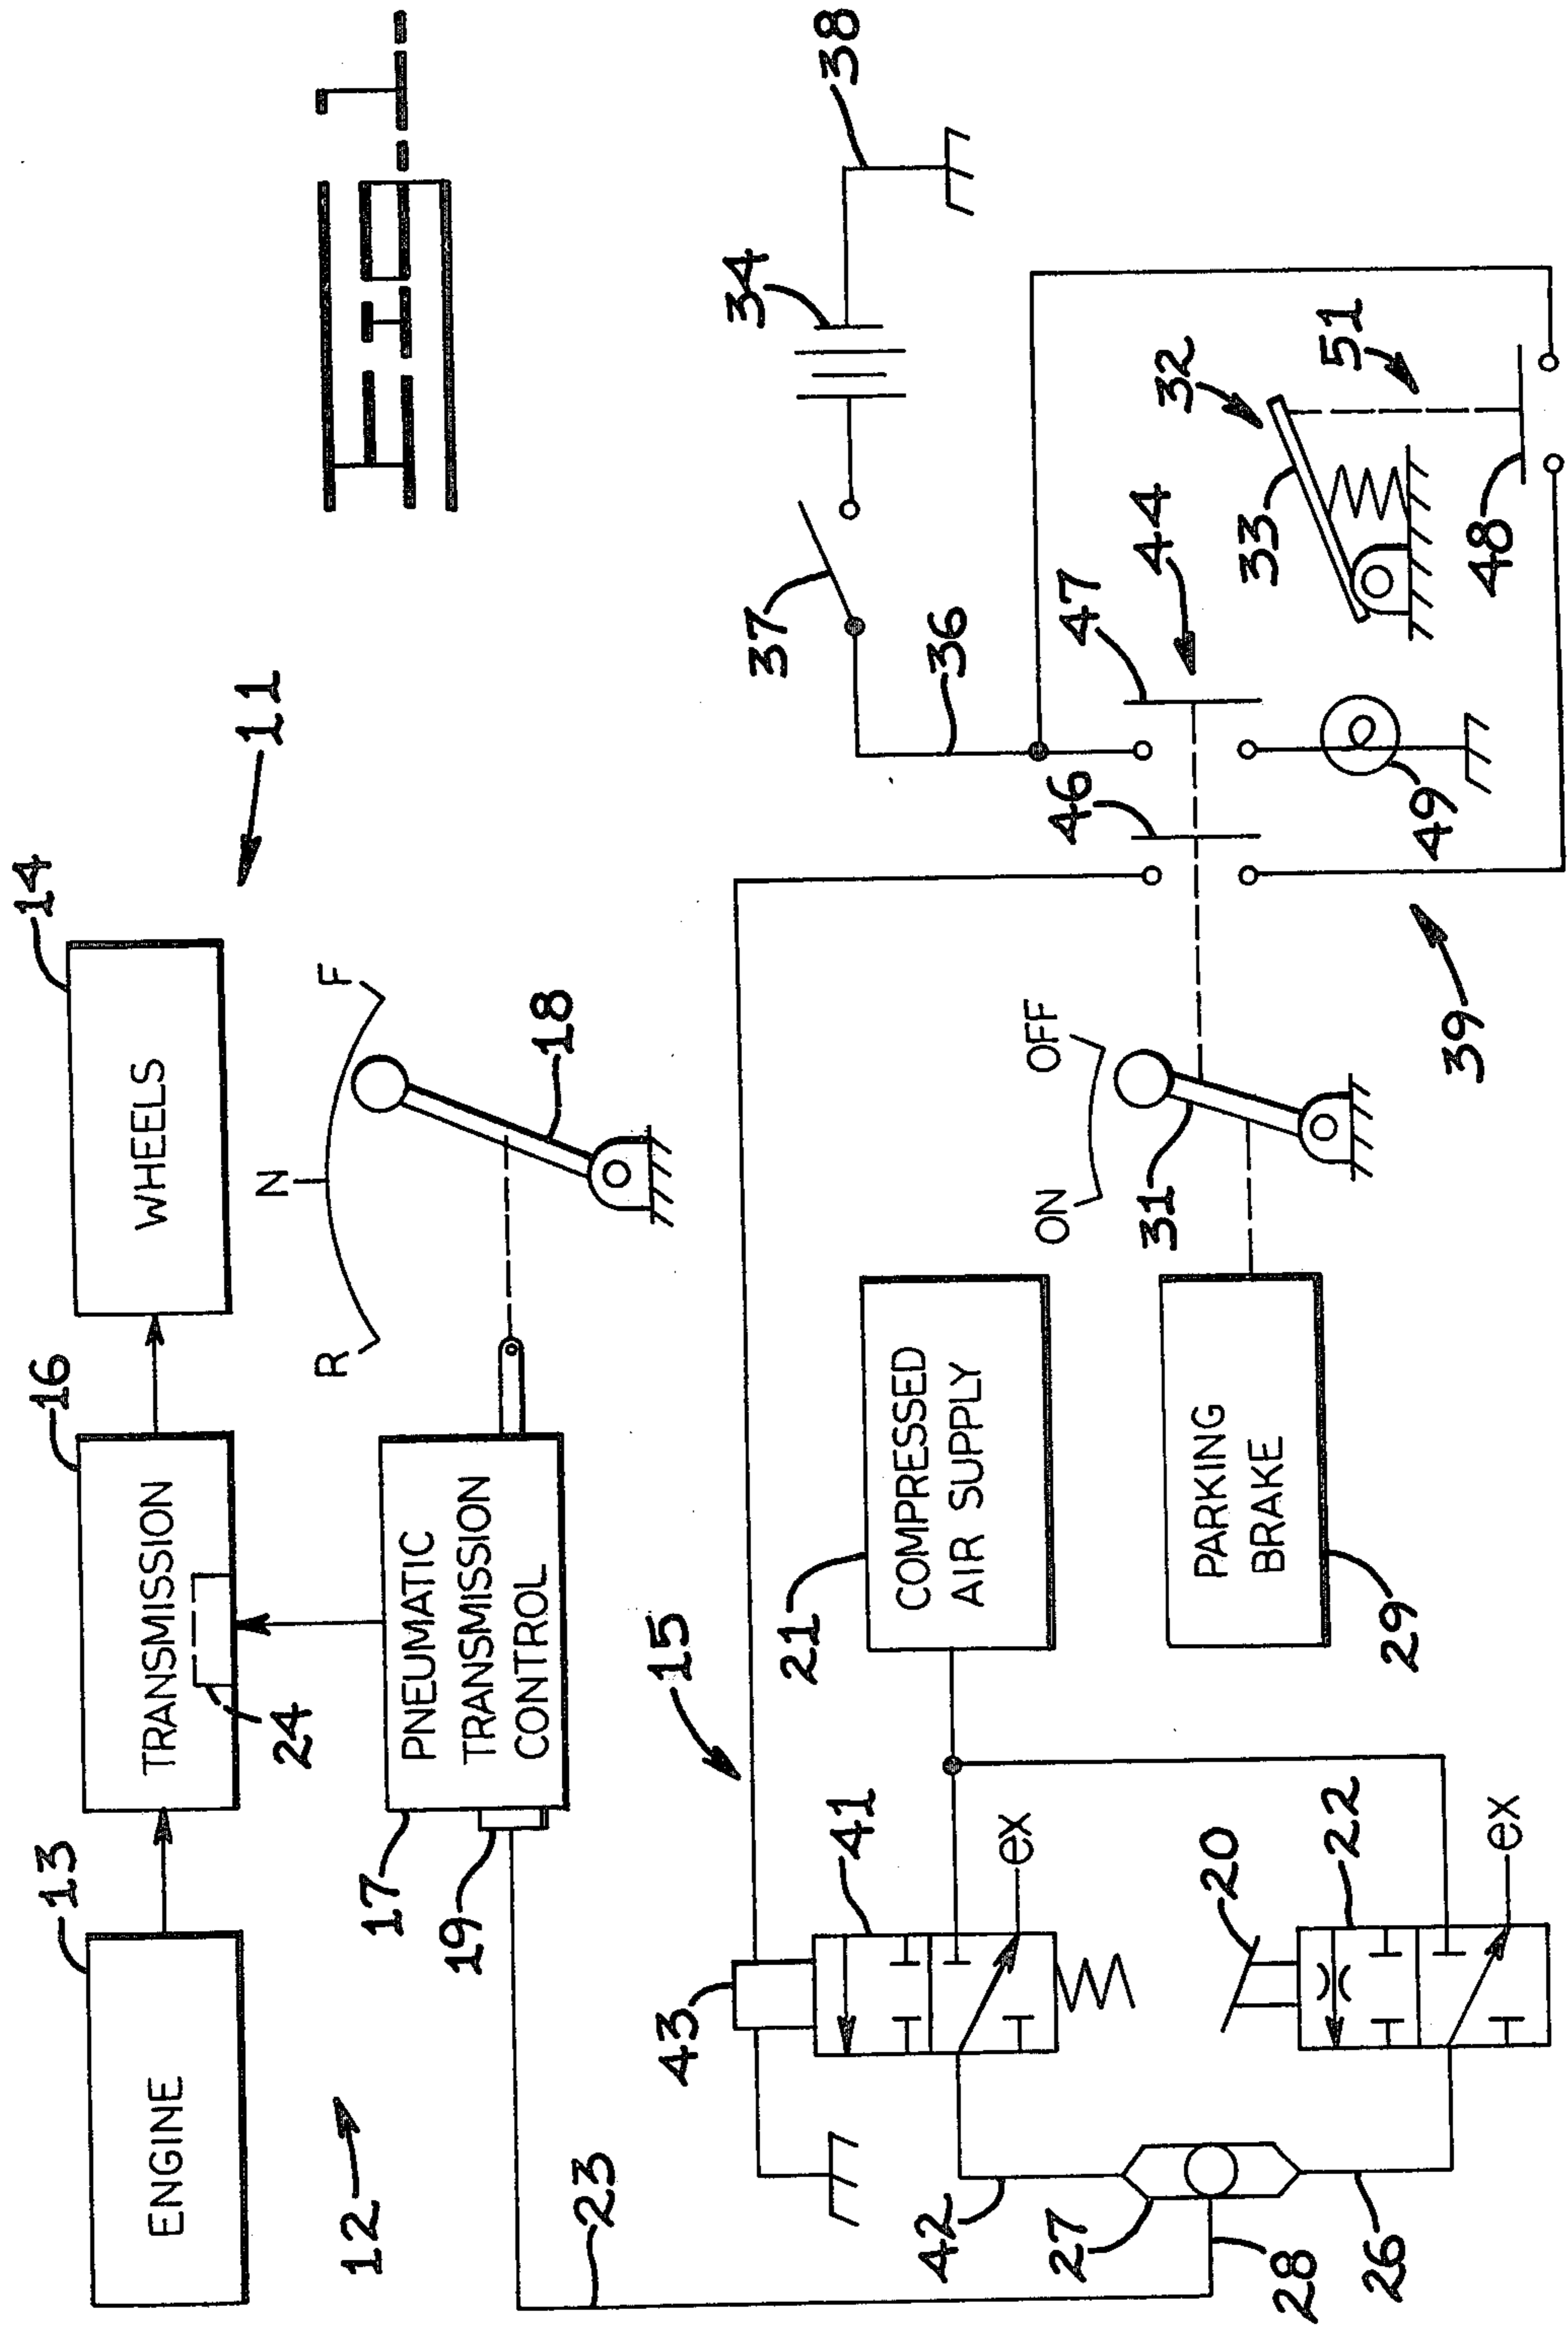 13
16
14
ENGINE
TRANSMISSION
WHEELS
24
11
12
N
R
F
17
PNEUMATIC
TRANSMISSION
CONTROL
18
19
23
15
43
37
34
38
21
41
COMPRESSED
AIR SUPPLY
42
ex
36
ON
OFF
27
46
47
44
31
32
20
PARKING
BRAKE
28
22
33
51
26
29
49
39
48
ex